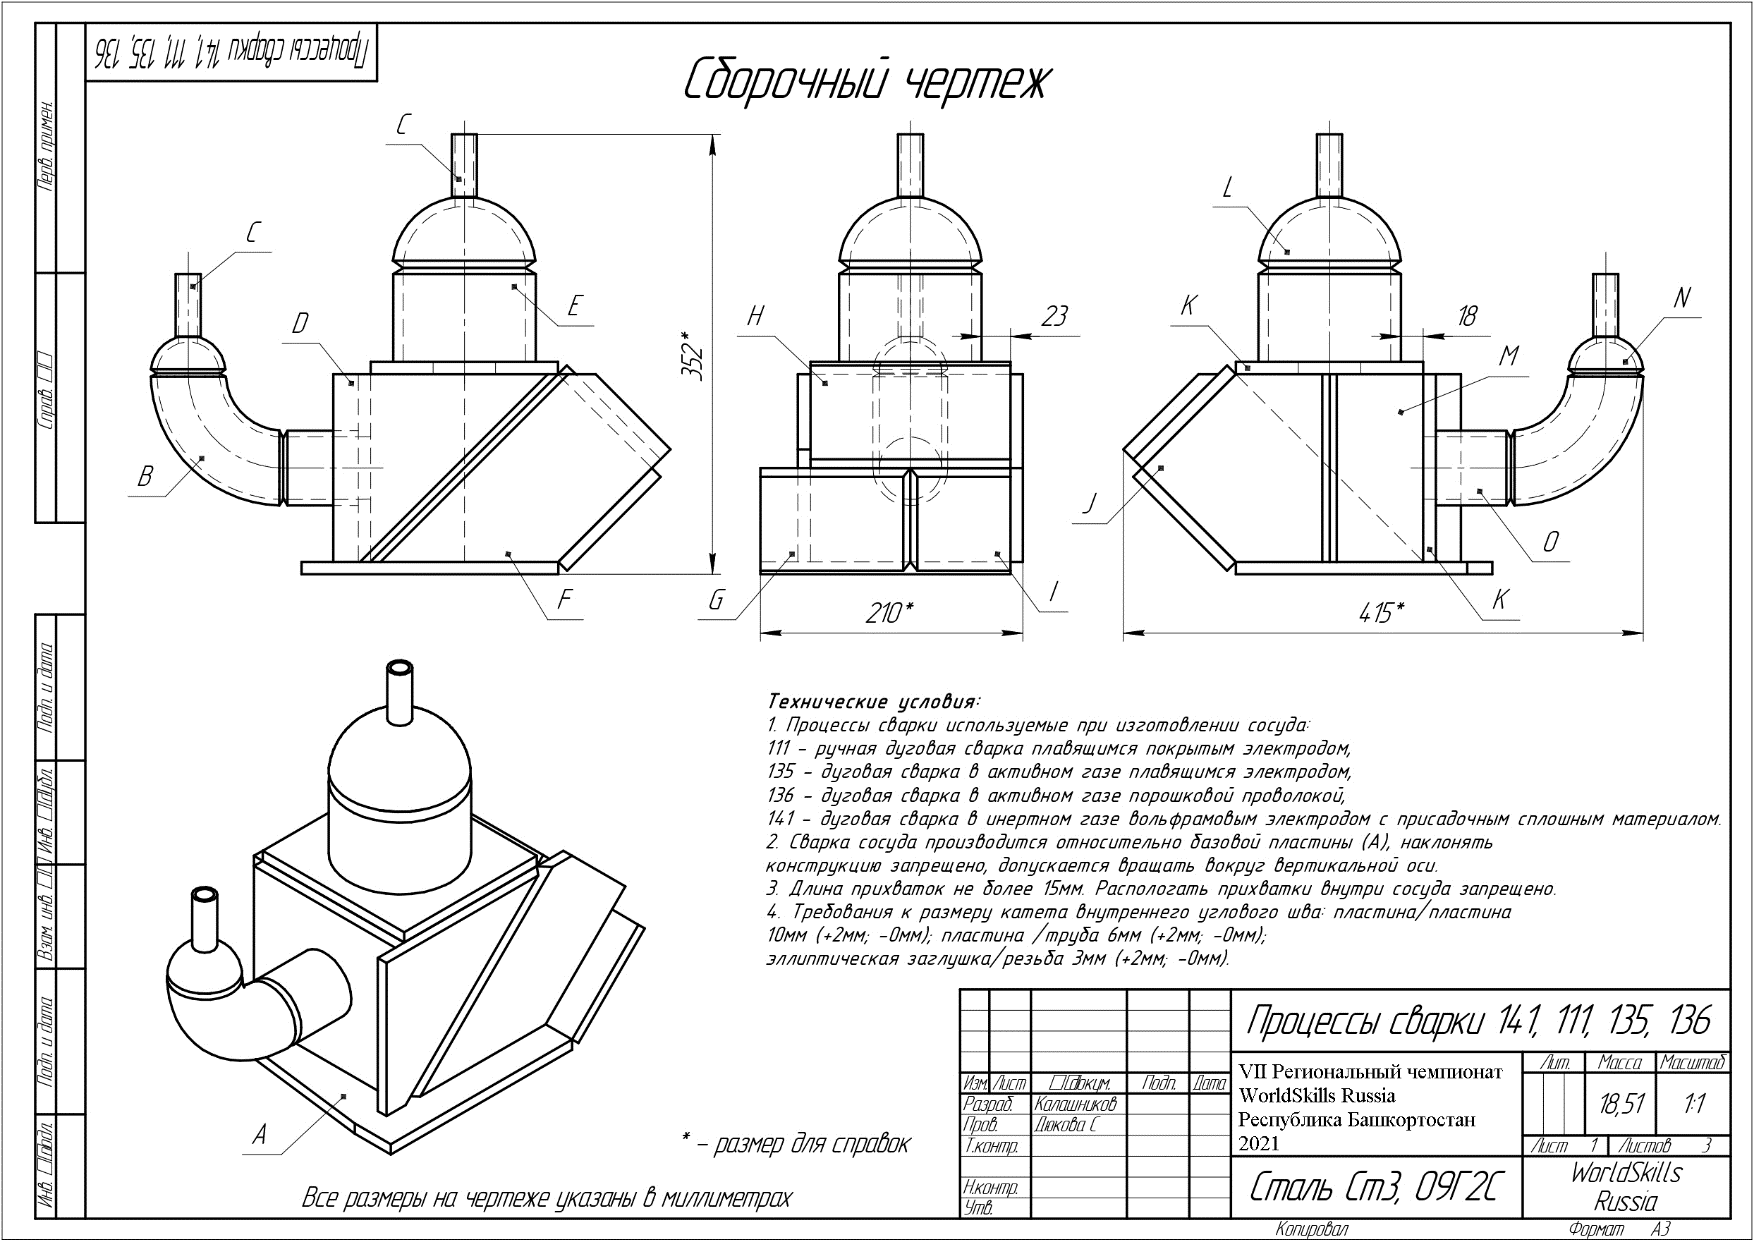 Процессы сварки 141, 111, 135, 136
Сборочный чертеж
Перв. примен.
Справ. □□
Подп. и дата
Инв. □□дубл.
Взам. инв. □□
Подп. и дата
Инв. □□подл.
C
C
D
E
B
F
352*
H
23
G
I
210*
L
K
18
M
N
J
O
K
415*
A
Технические условия:
1. Процессы сварки используемые при изготовлении сосуда:
111 - ручная дуговая сварка плавящимся покрытым электродом,
135 - дуговая сварка в активном газе плавящимся электродом,
136 - дуговая сварка в активном газе порошковой проволокой,
141 - дуговая сварка в инертном газе вольфрамовым электродом с присадочным сплошным материалом.
2. Сварка сосуда производится относительно базовой пластины (А), наклонять
конструкцию запрещено, допускается вращать вокруг вертикальной оси.
3. Длина прихваток не более 15мм. Распологать прихватки внутри сосуда запрещено.
4. Требования к размеру катета внутреннего углового шва: пластина/пластина
10мм (+2мм; -0мм); пластина /труба 6мм (+2мм; -0мм);
эллиптическая заглушка/резьба 3мм (+2мм; -0мм).
* - размер для справок
Все размеры на чертеже указаны в миллиметрах
Процессы сварки 141, 111, 135, 136
Изм. Лист □□докум. Подп. Дата
Разраб. Калашников
Пров. Дюкова С
Т.контр.
Н.контр.
Утв.
VII Региональный чемпионат
WorldSkills Russia
Республика Башкортостан
2021
Лит. Масса Масштаб
18,51 1:1
Лист 1 Листов 3
Сталь Ст3, 09Г2С
WorldSkills
Russia
Копировал Формат А3